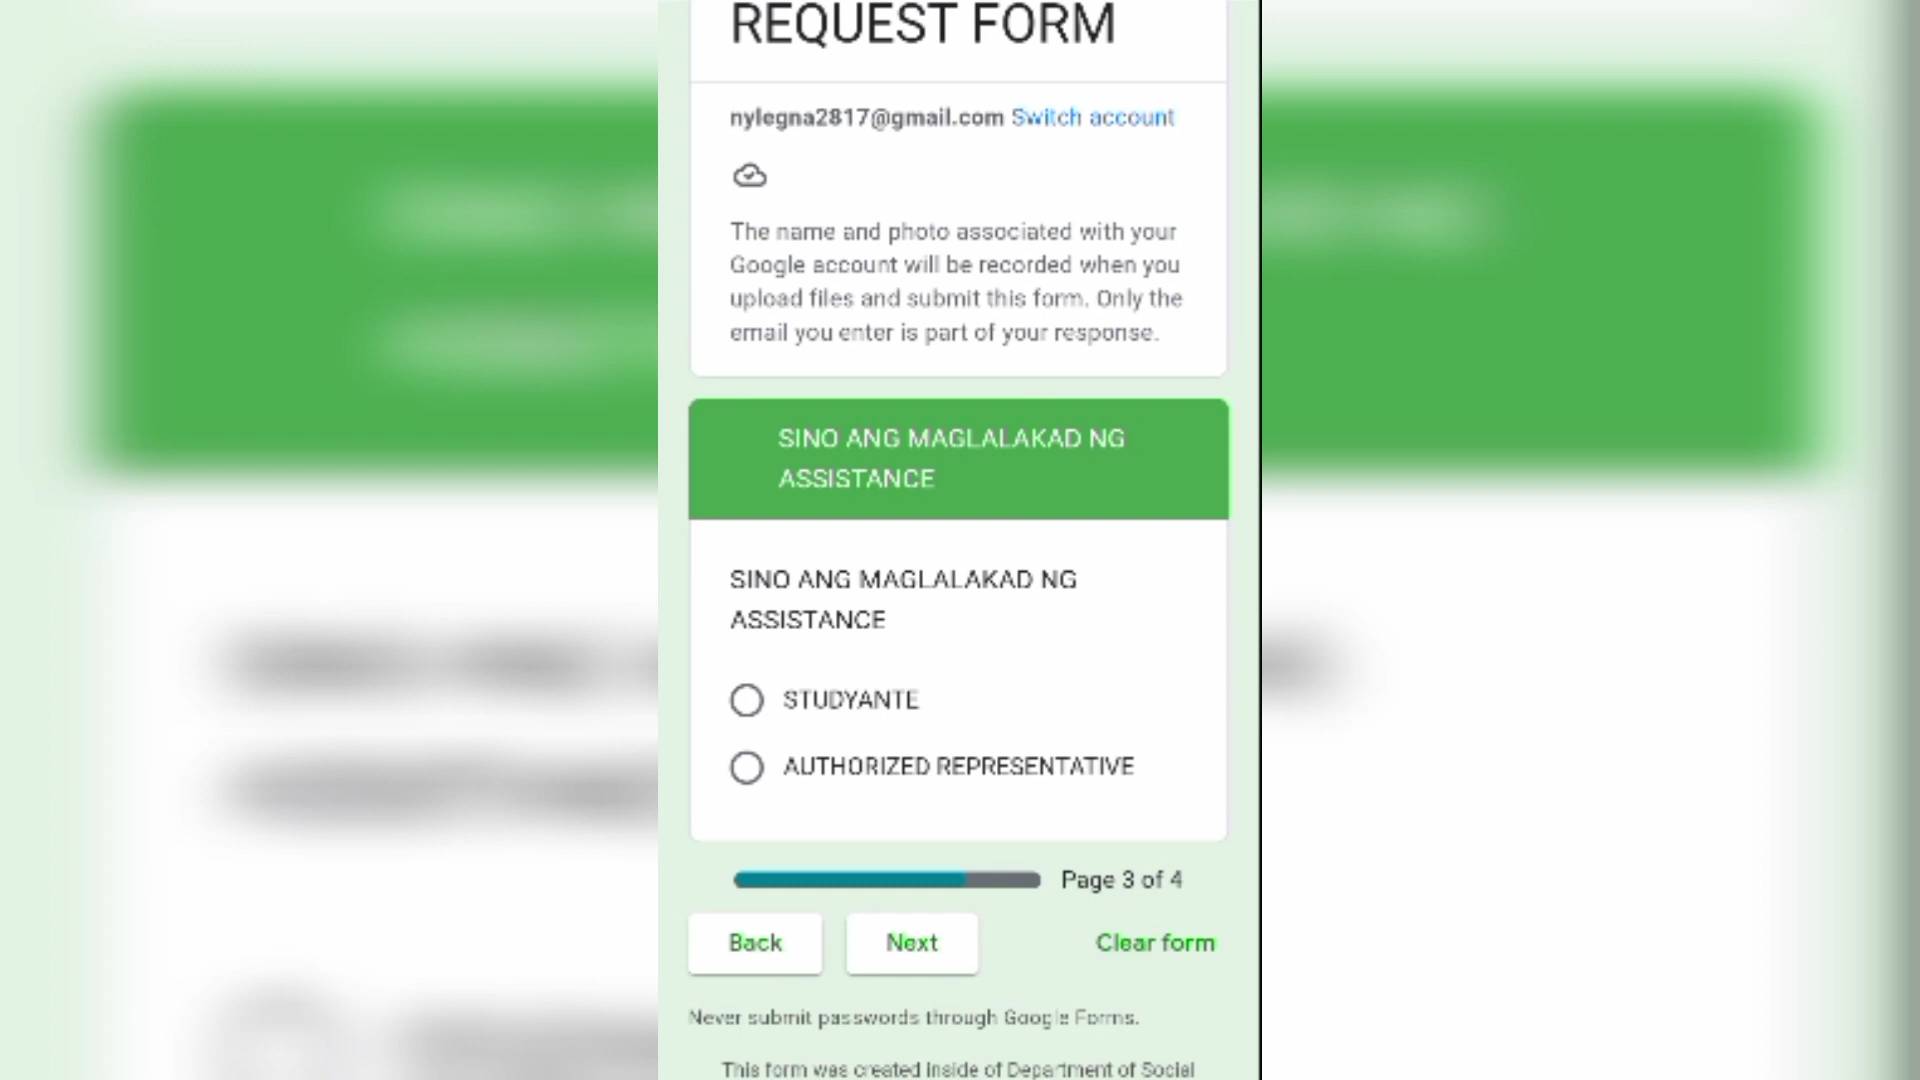 REQUEST FORM
nylegna2817@gmail.com Switch account
The name and photo associated with your
Google account will be recorded when you
upload files and submit this form. Only the
email you enter is part of your response.
SINO ANG MAGLALAKAD NG
ASSISTANCE
SINO ANG MAGLALAKAD NG
ASSISTANCE
STUDYANTE
AUTHORIZED REPRESENTATIVE
Page 3 of 4
Back Next Clear form
Never submit passwords through Google Forms.
This form was created inside of Department of Social